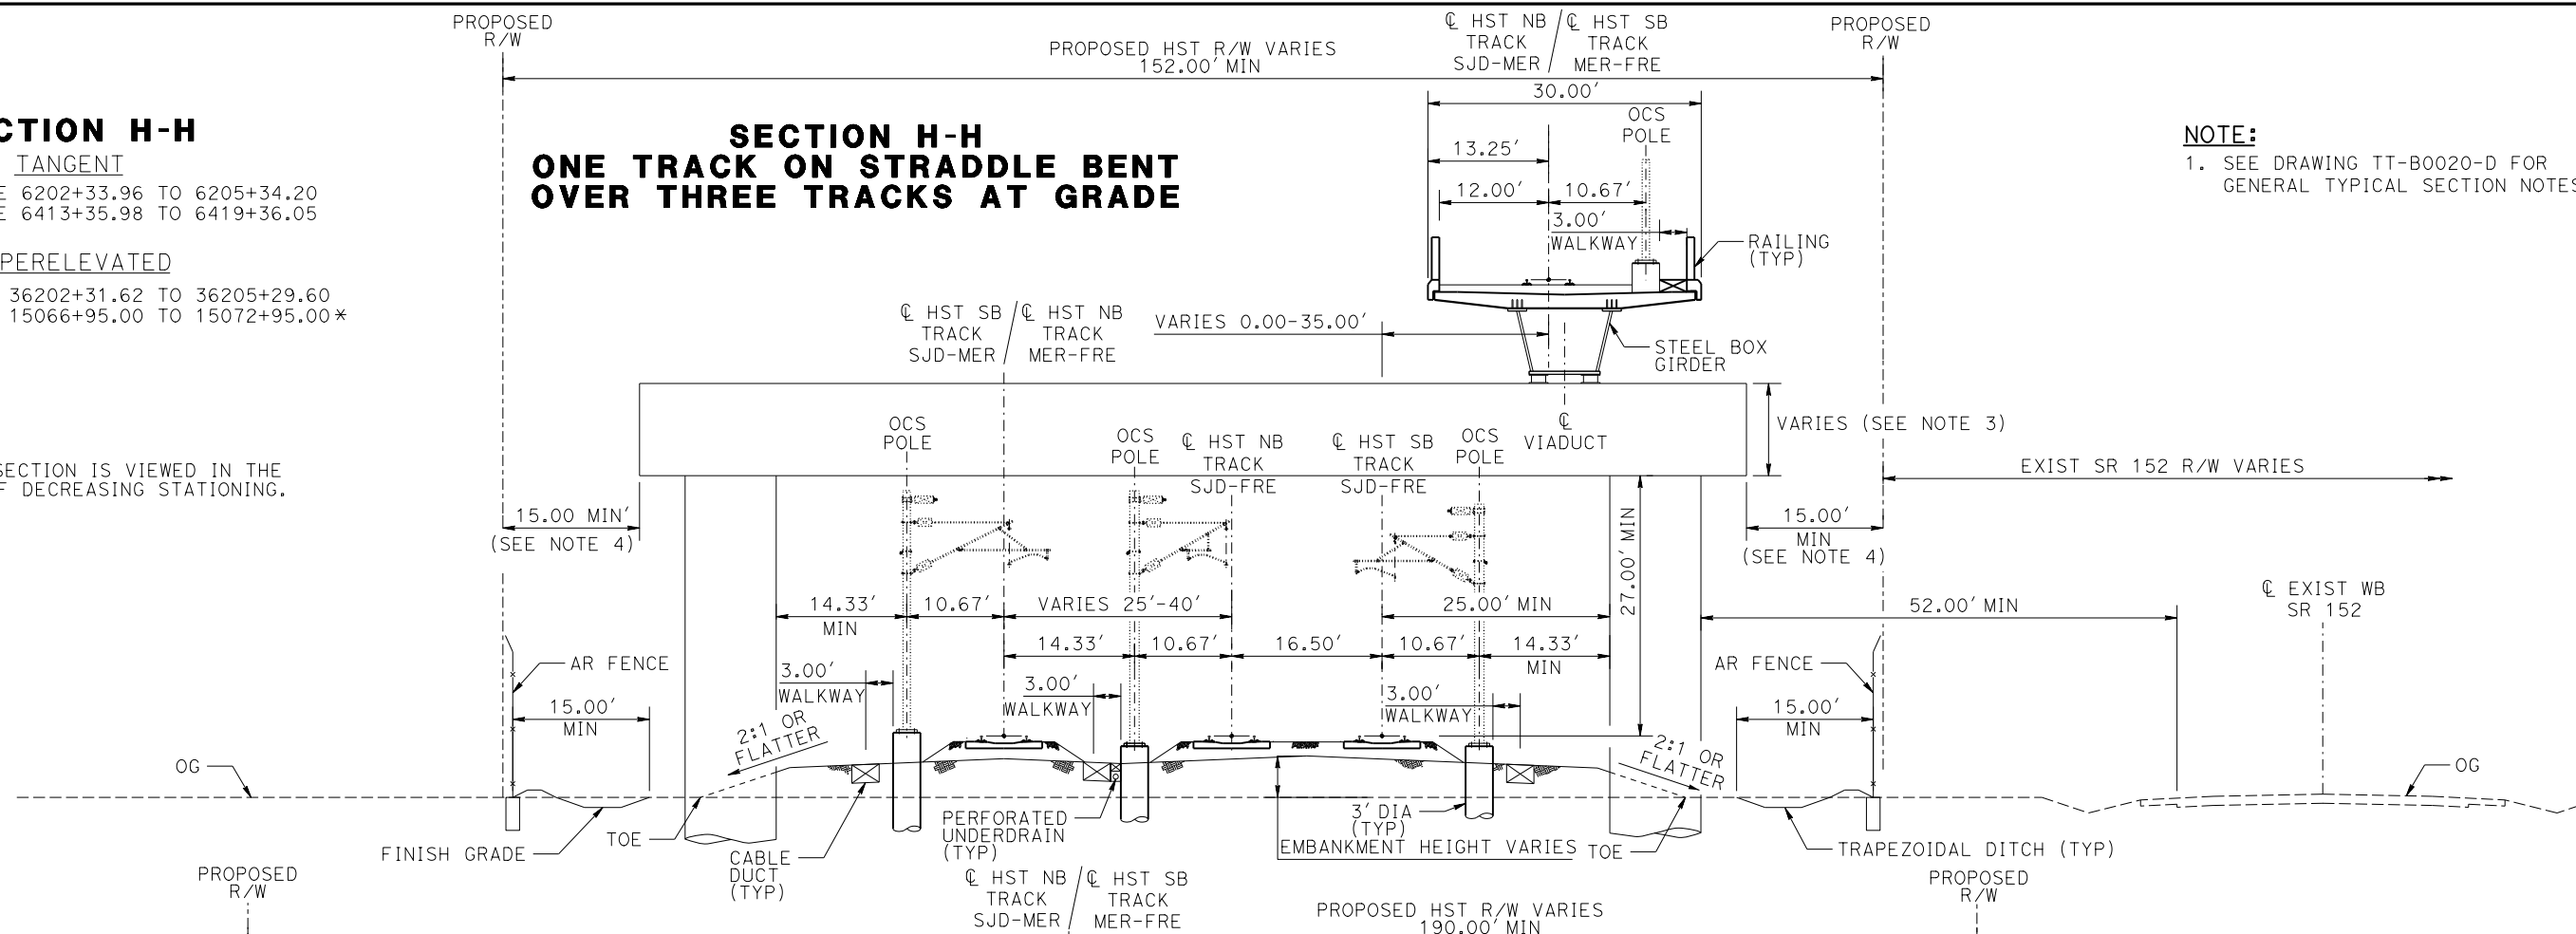 PROPOSED
R/W
PROPOSED HST R/W VARIES
152.00' MIN
℄ HST NB / ℄ HST SB
TRACK TRACK
SJD-MER MER-FRE
PROPOSED
R/W
30.00'
OCS
POLE
13.25'
12.00'
10.67'
3.00'
WALKWAY
RAILING
(TYP)
CTION H-H
TANGENT
E 6202+33.96 TO 6205+34.20
E 6413+35.98 TO 6419+36.05
PERELEVATED
36202+31.62 TO 36205+29.60
15066+95.00 TO 15072+95.00*
SECTION IS VIEWED IN THE
F DECREASING STATIONING.
SECTION H-H
ONE TRACK ON STRADDLE BENT
OVER THREE TRACKS AT GRADE
NOTE:
1. SEE DRAWING TT-B0020-D FOR
GENERAL TYPICAL SECTION NOTES
℄ HST SB / ℄ HST NB
TRACK TRACK
SJD-MER MER-FRE
VARIES 0.00-35.00'
STEEL BOX
GIRDER
OCS
POLE
OCS
POLE
℄ HST NB
TRACK
SJD-FRE
℄ HST SB
TRACK
SJD-FRE
OCS
POLE
℄
VIADUCT
VARIES (SEE NOTE 3)
EXIST SR 152 R/W VARIES
15.00 MIN'
(SEE NOTE 4)
27.00' MIN
15.00'
MIN
(SEE NOTE 4)
14.33'
MIN
10.67'
VARIES 25'-40'
25.00' MIN
52.00' MIN
℄ EXIST WB
SR 152
14.33'
10.67'
16.50'
10.67'
14.33'
MIN
AR FENCE
15.00'
MIN
3.00'
WALKWAY
3.00'
WALKWAY
3.00'
WALKWAY
AR FENCE
15.00'
MIN
2:1 OR
FLATTER
2:1 OR
FLATTER
OG
OG
FINISH GRADE
TOE
CABLE
DUCT
(TYP)
PERFORATED
UNDERDRAIN
(TYP)
3' DIA
(TYP)
EMBANKMENT HEIGHT VARIES
TOE
TRAPEZOIDAL DITCH (TYP)
PROPOSED
R/W
℄ HST NB / ℄ HST SB
TRACK TRACK
SJD-MER MER-FRE
PROPOSED HST R/W VARIES
190.00' MIN
PROPOSED
R/W